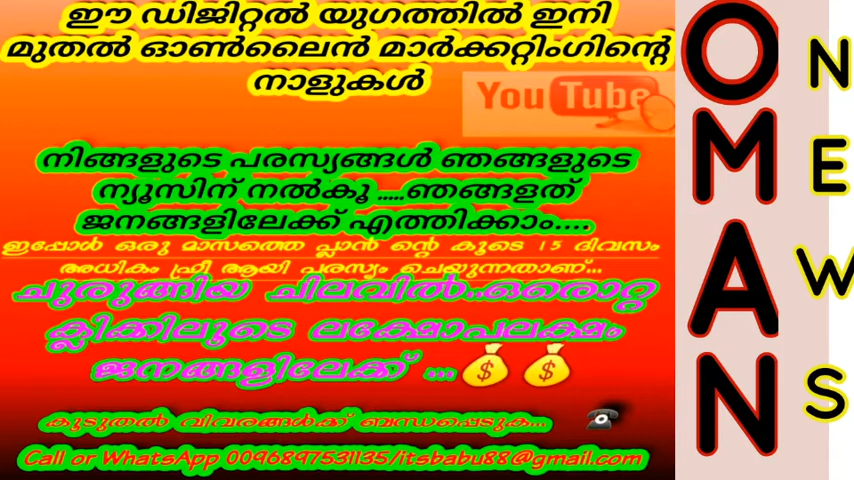 ഈ ഡിജിറ്റൽ യുഗത്തിൽ ഇനി
മുതൽ ഓൺലൈൻ മാർക്കറ്റിംഗിന്റെ
നാളുകൾ
You Tube
നിങ്ങളുടെ പരസ്യങ്ങൾ ഞങ്ങളുടെ
ന്യൂസിന് നൽകൂ .....ഞങ്ങളത്
ജനങ്ങളിലേക്ക് എത്തിക്കാം....
ഇപ്പോൾ ഒരു മാസത്തെ പ്ലാൻ ന്റെ കൂടെ 15 ദിവസം
അധികം ഫ്രീ ആയി പരസ്യം ചെയുന്നതാണ്...
ചുരുങ്ങിയ ചിലവിൽ..ഒരൊറ്റ
ക്ലിക്കിലൂടെ ലക്ഷോപലക്ഷം
ജനങ്ങളിലേക്ക് ...
കൂടുതൽ വിവരങ്ങൾക്ക് ബന്ധപ്പെടുക...
Call or WhatsApp 0096897531135/itsbabu88@gmail.com
OMAN
NEWS